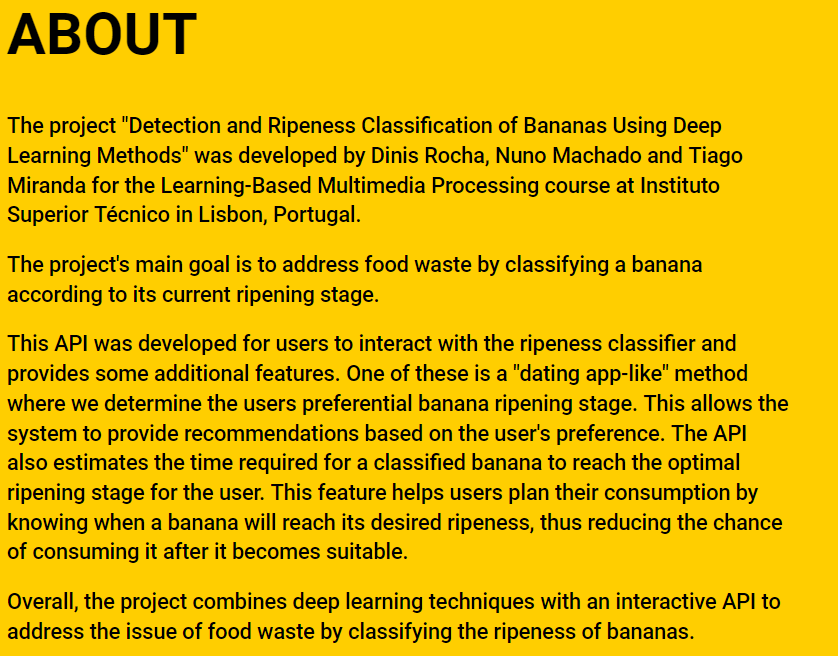 ABOUT
The project "Detection and Ripeness Classification of Bananas Using Deep
Learning Methods" was developed by Dinis Rocha, Nuno Machado and Tiago
Miranda for the Learning-Based Multimedia Processing course at Instituto
Superior Técnico in Lisbon, Portugal.
The project's main goal is to address food waste by classifying a banana
according to its current ripening stage.
This API was developed for users to interact with the ripeness classifier and
provides some additional features. One of these is a "dating app-like" method
where we determine the users preferential banana ripening stage. This allows the
system to provide recommendations based on the user's preference. The API
also estimates the time required for a classified banana to reach the optimal
ripening stage for the user. This feature helps users plan their consumption by
knowing when a banana will reach its desired ripeness, thus reducing the chance
of consuming it after it becomes suitable.
Overall, the project combines deep learning techniques with an interactive API to
address the issue of food waste by classifying the ripeness of bananas.